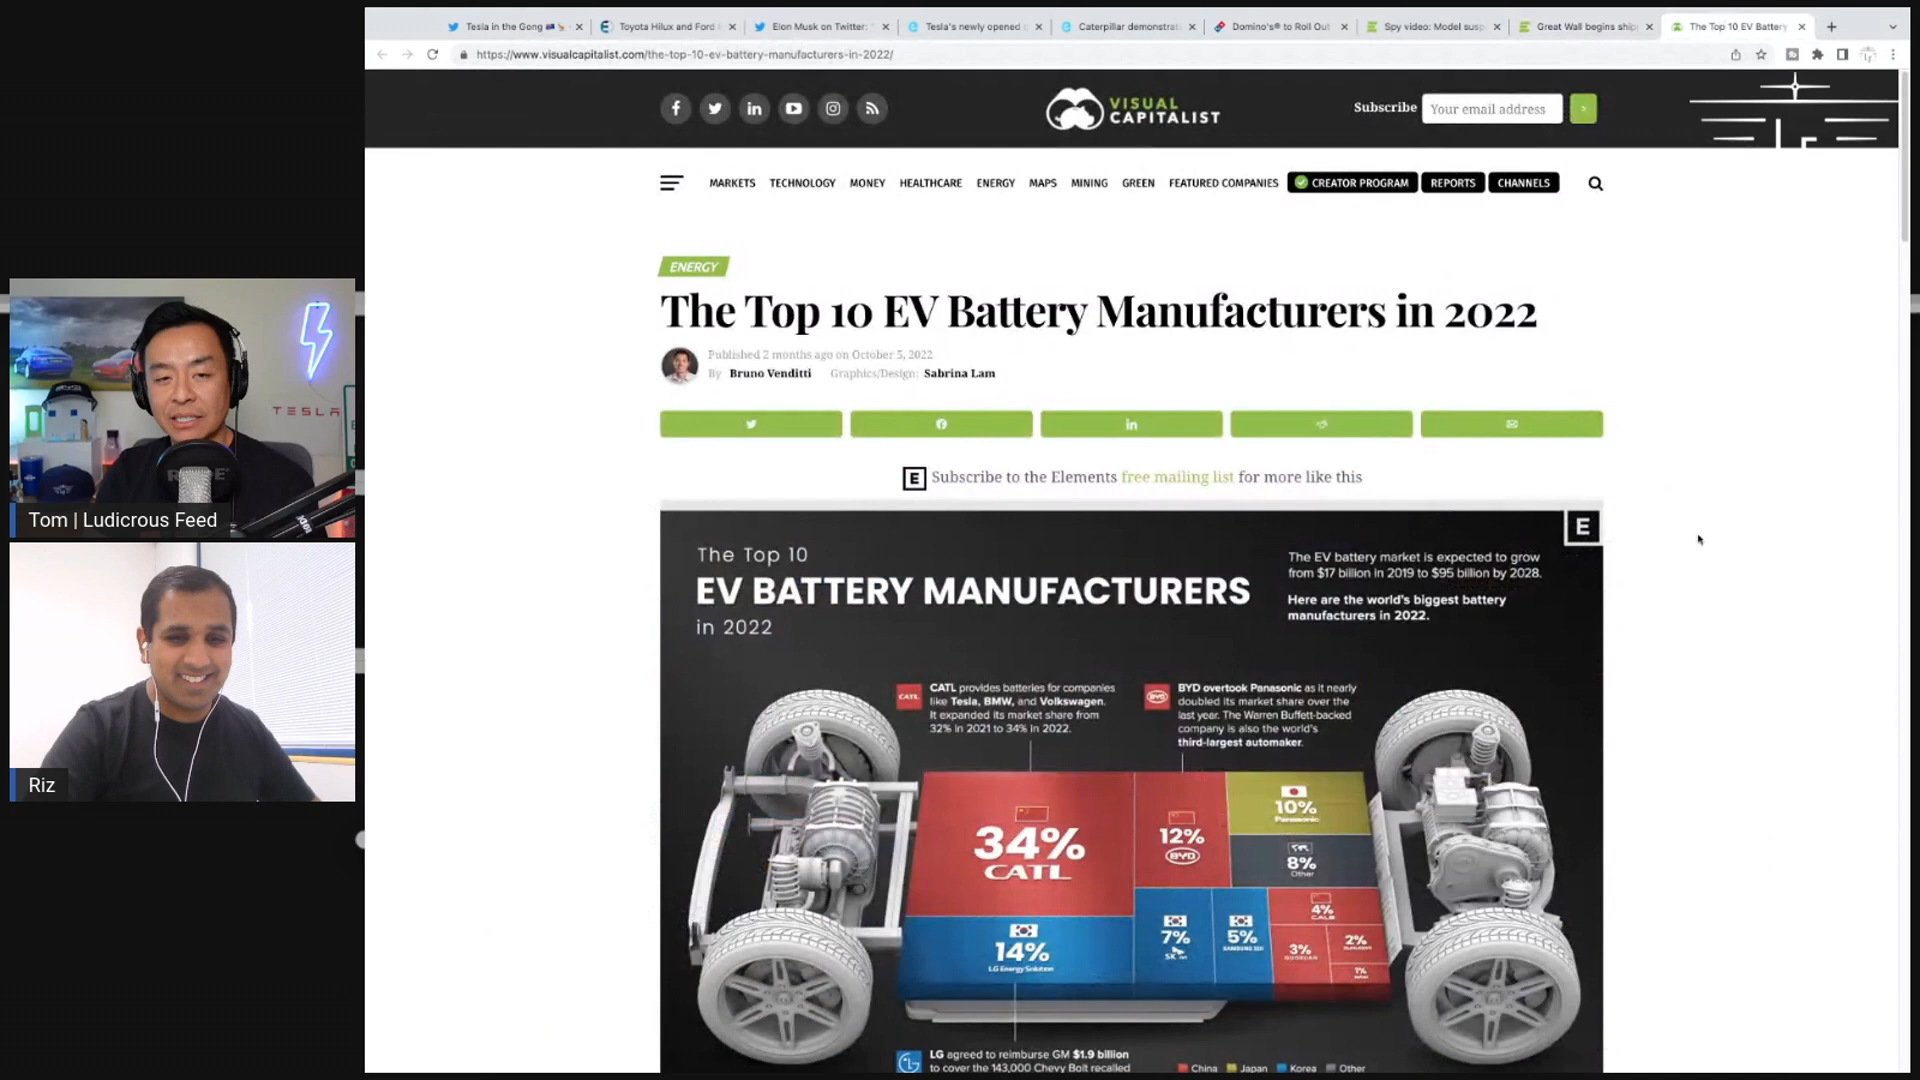 Tesla in the Gong
Toyota Hilux and Ford
Elon Musk on Twitter: "
Tesla's newly opened
Caterpillar demonstrat
Domino's® to Roll Out
Spy video: Model
Great Wall begins ship
The Top 10 EV Battery
https://www.visualcapitalist.com/the-top-10-ev-battery-manufacturers-in-2022/
VISUAL
CAPITALIST
Subscribe
Your email address
MARKETS TECHNOLOGY MONEY HEALTHCARE ENERGY MAPS MINING GREEN FEATURED COMPANIES CREATOR PROGRAM REPORTS CHANNELS
ENERGY
The Top 10 EV Battery Manufacturers in 2022
Published 2 months ago on October 5, 2022
By Bruno Venditti Graphics/Design: Sabrina Lam
E Subscribe to the Elements free mailing list for more like this
E
The Top 10
EV BATTERY MANUFACTURERS
in 2022
The EV battery market is expected to grow
from $17 billion in 2019 to $95 billion by 2028.
Here are the world's biggest battery
manufacturers in 2022.
CATL
CATL provides batteries for companies
like Tesla, BMW, and Volkswagen.
It expanded its market share from
32% in 2021 to 34% in 2022.
BYD
BYD overtook Panasonic as it nearly
doubled its market share over the
last year. The Warren Buffett-backed
company is also the world's
third-largest automaker.
34%
CATL
12%
BYD
10%
Panasonic
8%
Other
14%
LG Energy Solution
7%
SK on
5%
SAMSUNG SDI
4%
CALB
3%
GUOXUAN
2%
1%
LG
LG agreed to reimburse GM $1.9 billion
to cover the 143,000 Chevy Bolt recalled
China Japan Korea Other
TESLA
RODE
Tom | Ludicrous Feed
Riz